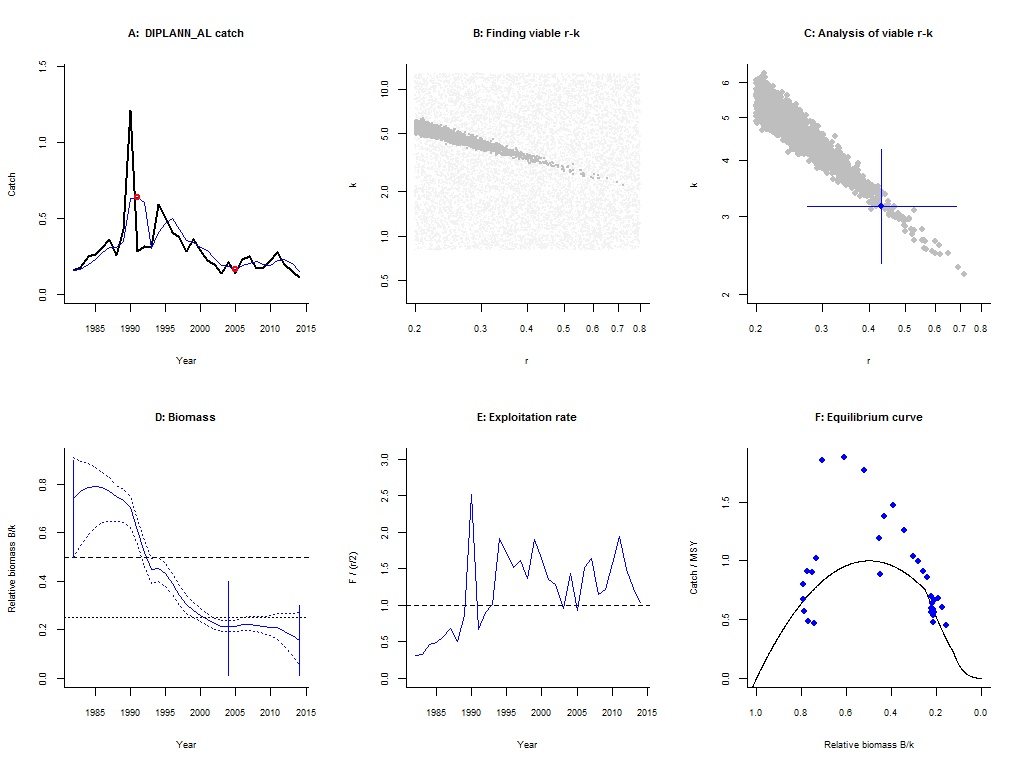 A:  DIPLANN_AL catch
Catch
1.5
1.0
0.5
0.0
1985 1990 1995 2000 2005 2010 2015
Year
B: Finding viable r-k
k
10.0
5.0
2.0
1.0
0.5
0.2 0.3 0.4 0.5 0.6 0.7 0.8
r
C: Analysis of viable r-k
k
6
5
4
3
2
0.2 0.3 0.4 0.5 0.6 0.7 0.8
r
D: Biomass
Relative biomass B/k
0.8
0.6
0.4
0.2
0.0
1985 1990 1995 2000 2005 2010 2015
Year
E: Exploitation rate
F / (r/2)
3.0
2.5
2.0
1.5
1.0
0.5
0.0
1985 1990 1995 2000 2005 2010 2015
Year
F: Equilibrium curve
Catch / MSY
1.5
1.0
0.5
0.0
1.0 0.8 0.6 0.4 0.2 0.0
Relative biomass B/k